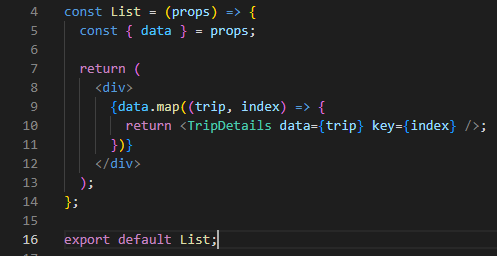 4 const List = (props) => {
5 const { data } = props;
6
7 return (
8 <div>
9 {data.map((trip, index) => {
10 return <TripDetails data={trip} key={index} />;
11 })}
12 </div>
13 );
14 };
15
16 export default List;